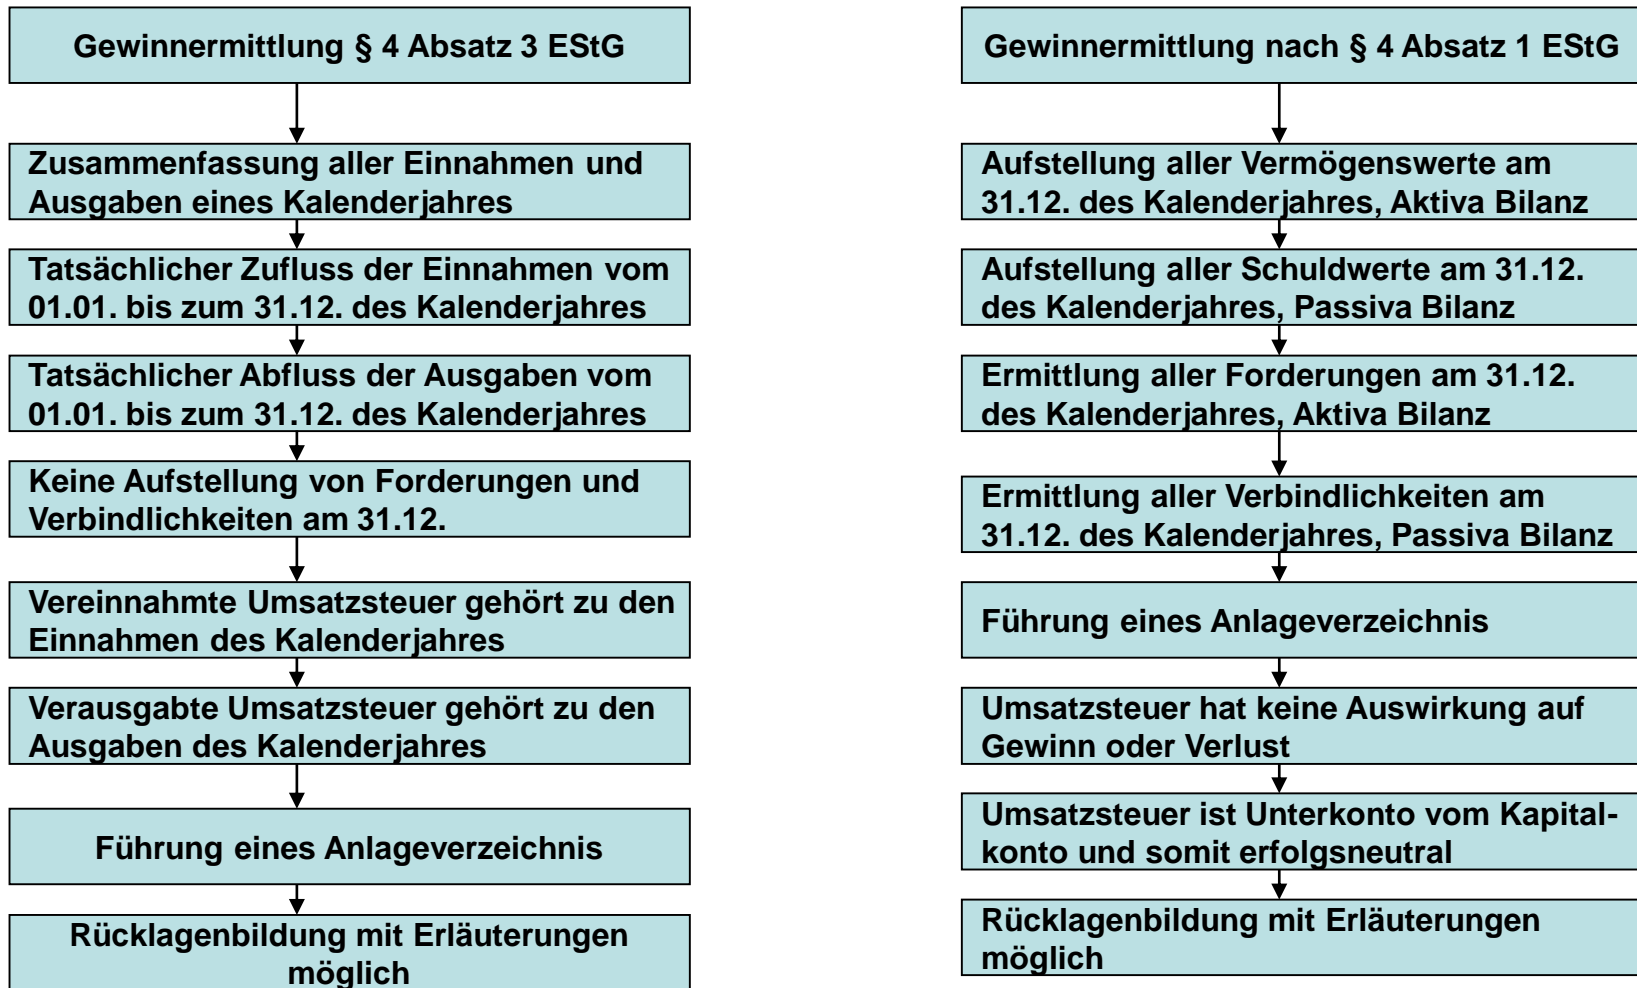 Gewinnermittlung § 4 Absatz 3 EStG
Zusammenfassung aller Einnahmen und
Ausgaben eines Kalenderjahres
Tatsächlicher Zufluss der Einnahmen vom
01.01. bis zum 31.12. des Kalenderjahres
Tatsächlicher Abfluss der Ausgaben vom
01.01. bis zum 31.12. des Kalenderjahres
Keine Aufstellung von Forderungen und
Verbindlichkeiten am 31.12.
Vereinnahmte Umsatzsteuer gehört zu den
Einnahmen des Kalenderjahres
Verausgabte Umsatzsteuer gehört zu den
Ausgaben des Kalenderjahres
Führung eines Anlageverzeichnis
Rücklagenbildung mit Erläuterungen
möglich
Gewinnermittlung nach § 4 Absatz 1 EStG
Aufstellung aller Vermögenswerte am
31.12. des Kalenderjahres, Aktiva Bilanz
Aufstellung aller Schuldwerte am 31.12.
des Kalenderjahres, Passiva Bilanz
Ermittlung aller Forderungen am 31.12.
des Kalenderjahres, Aktiva Bilanz
Ermittlung aller Verbindlichkeiten am
31.12. des Kalenderjahres, Passiva Bilanz
Führung eines Anlageverzeichnis
Umsatzsteuer hat keine Auswirkung auf
Gewinn oder Verlust
Umsatzsteuer ist Unterkonto vom Kapital-
konto und somit erfolgsneutral
Rücklagenbildung mit Erläuterungen
möglich